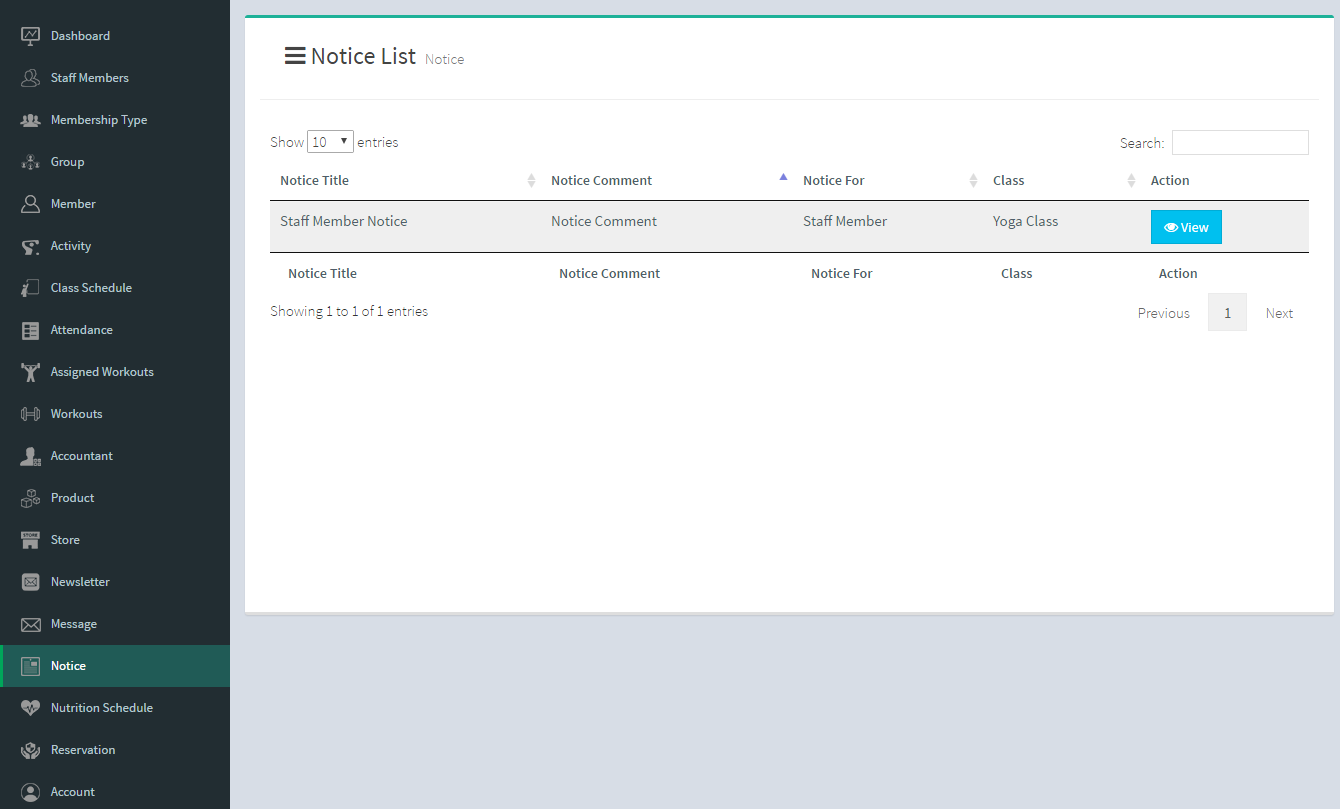 Dashboard
Staff Members
Membership Type
Group
Member
Activity
Class Schedule
Attendance
Assigned Workouts
Workouts
Accountant
Product
STORE
Store
Newsletter
Message
Notice
Nutrition Schedule
Reservation
Account
Notice List Notice
Show 10 entries
Search:
Notice Title Notice Comment Notice For Class Action
Staff Member Notice Notice Comment Staff Member Yoga Class View
Notice Title Notice Comment Notice For Class Action
Showing 1 to 1 of 1 entries
Previous 1 Next